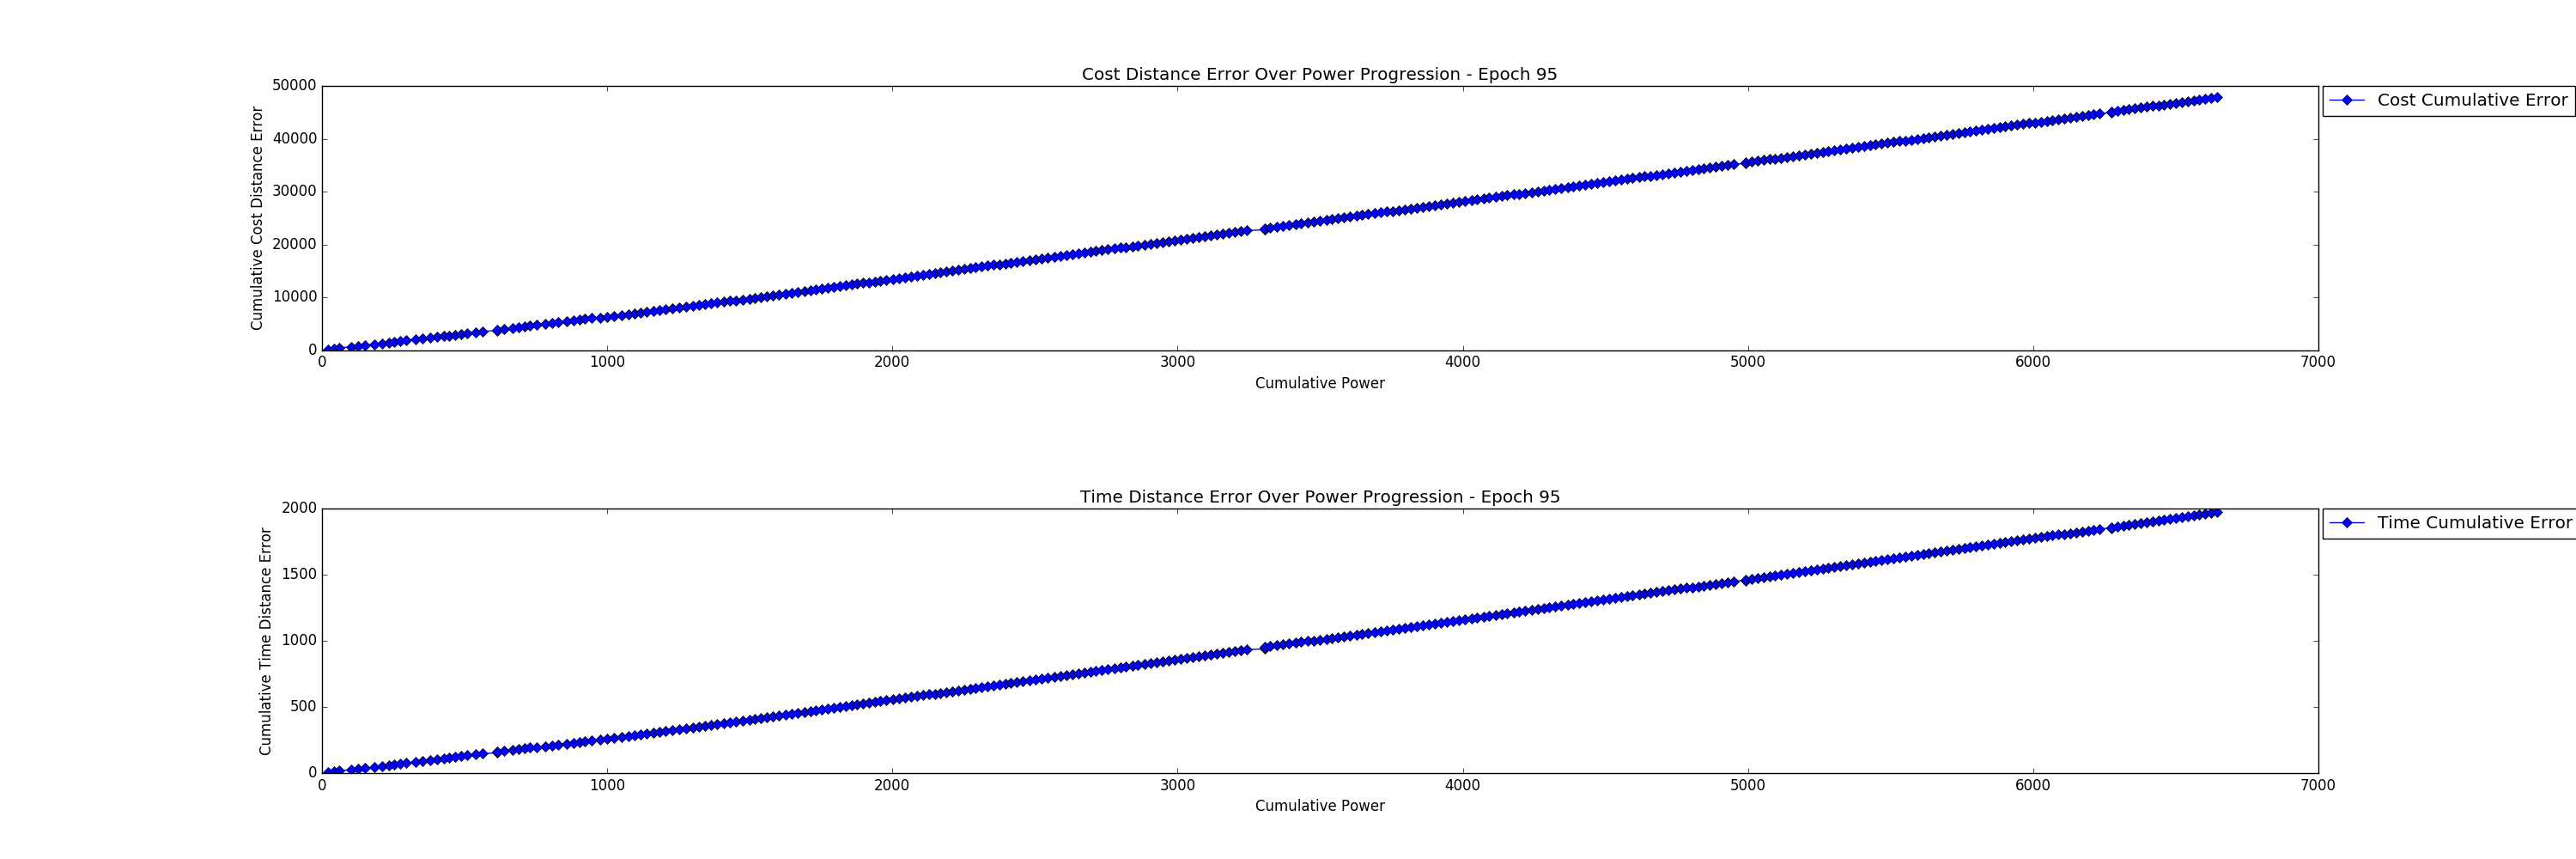 Cost Distance Error Over Power Progression - Epoch 95
50000
40000
30000
20000
10000
0
Cumulative Cost Distance Error
0 1000 2000 3000 4000 5000 6000 7000
Cumulative Power
Cost Cumulative Error
Time Distance Error Over Power Progression - Epoch 95
2000
1500
1000
500
0
Cumulative Time Distance Error
0 1000 2000 3000 4000 5000 6000 7000
Cumulative Power
Time Cumulative Error